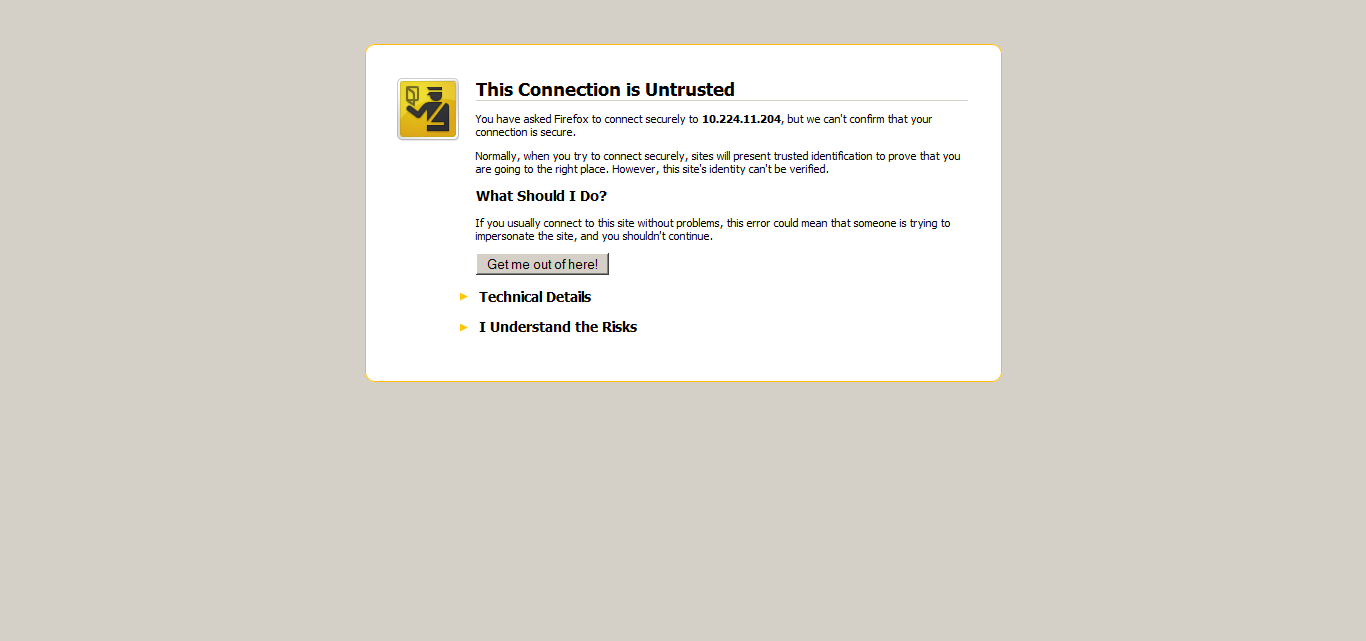 This Connection is Untrusted
You have asked Firefox to connect securely to 10.224.11.204, but we can't confirm that your
connection is secure.
Normally, when you try to connect securely, sites will present trusted identification to prove that you
are going to the right place. However, this site's identity can't be verified.
What Should I Do?
If you usually connect to this site without problems, this error could mean that someone is trying to
impersonate the site, and you shouldn't continue.
Get me out of here!
Technical Details
I Understand the Risks